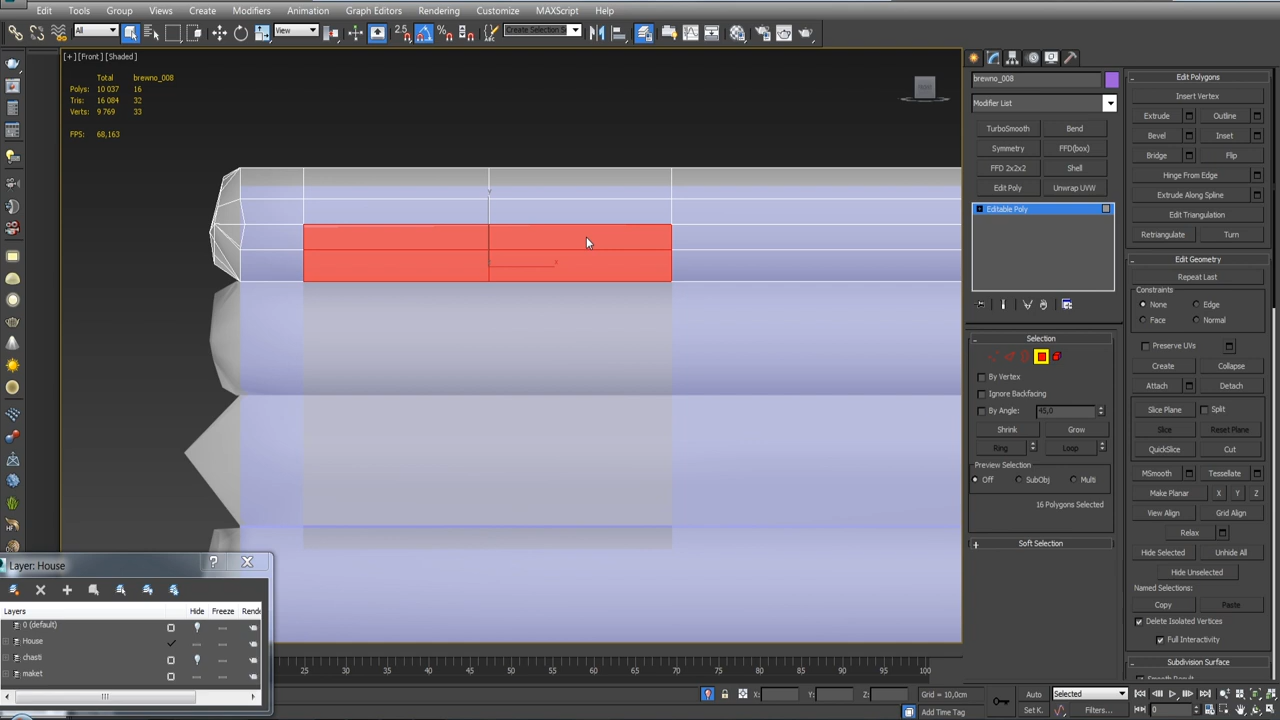 Edit Tools Group Views Create Modifiers Animation Graph Editors Rendering Customize MAXScript Help
All View 2.5 Create Selection S
[+] [Front] [Shaded]
Total brewno_008
Polys: 10 037 16
Tris: 16 084 32
Verts: 9 769 33
FPS: 68,163
Y
x
brewno_008
Modifier List
TurboSmooth Bend
Symmetry FFD(box)
FFD 2x2x2 Shell
Edit Poly Unwrap UVW
Editable Poly
Selection
By Vertex
Ignore Backfacing
By Angle: 45,0
Shrink Grow
Ring Loop
Preview Selection
Off SubObj Multi
16 Polygons Selected
Soft Selection
Edit Polygons
Insert Vertex
Extrude Outline
Bevel Inset
Bridge Flip
Hinge From Edge
Extrude Along Spline
Edit Triangulation
Retriangulate Turn
Edit Geometry
Repeat Last
Constraints
None Edge
Face Normal
Preserve UVs
Create Collapse
Attach Detach
Slice Plane Split
Slice Reset Plane
QuickSlice Cut
MSmooth Tessellate
Make Planar X Y Z
View Align Grid Align
Relax
Hide Selected Unhide All
Hide Unselected
Named Selections:
Copy Paste
Delete Isolated Vertices
Full Interactivity
Subdivision Surface
Layer: House
Layers Hide Freeze Rende
0 (default)
House
chasti
maket
25 30 35 40 45 50 55 60 65 70 75 80 85 90 95 100
X: Y: Z: Grid = 10,0cm Auto Selected
Add Time Tag Set K. Filters... 0